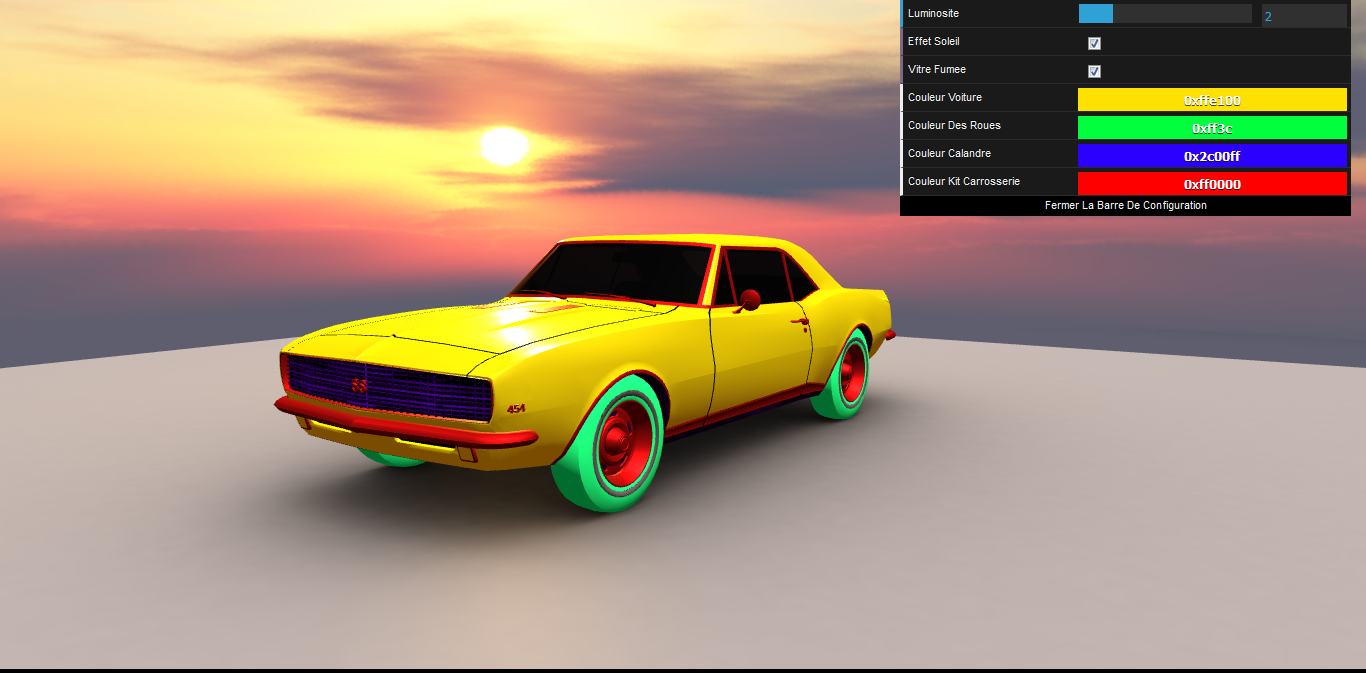 Luminosite 2
Effet Soleil
Vitre Fumee
Couleur Voiture 0xffe100
Couleur Des Roues 0xff3c
Couleur Calandre 0x2c00ff
Couleur Kit Carrosserie 0xff0000
Fermer La Barre De Configuration
SS
454